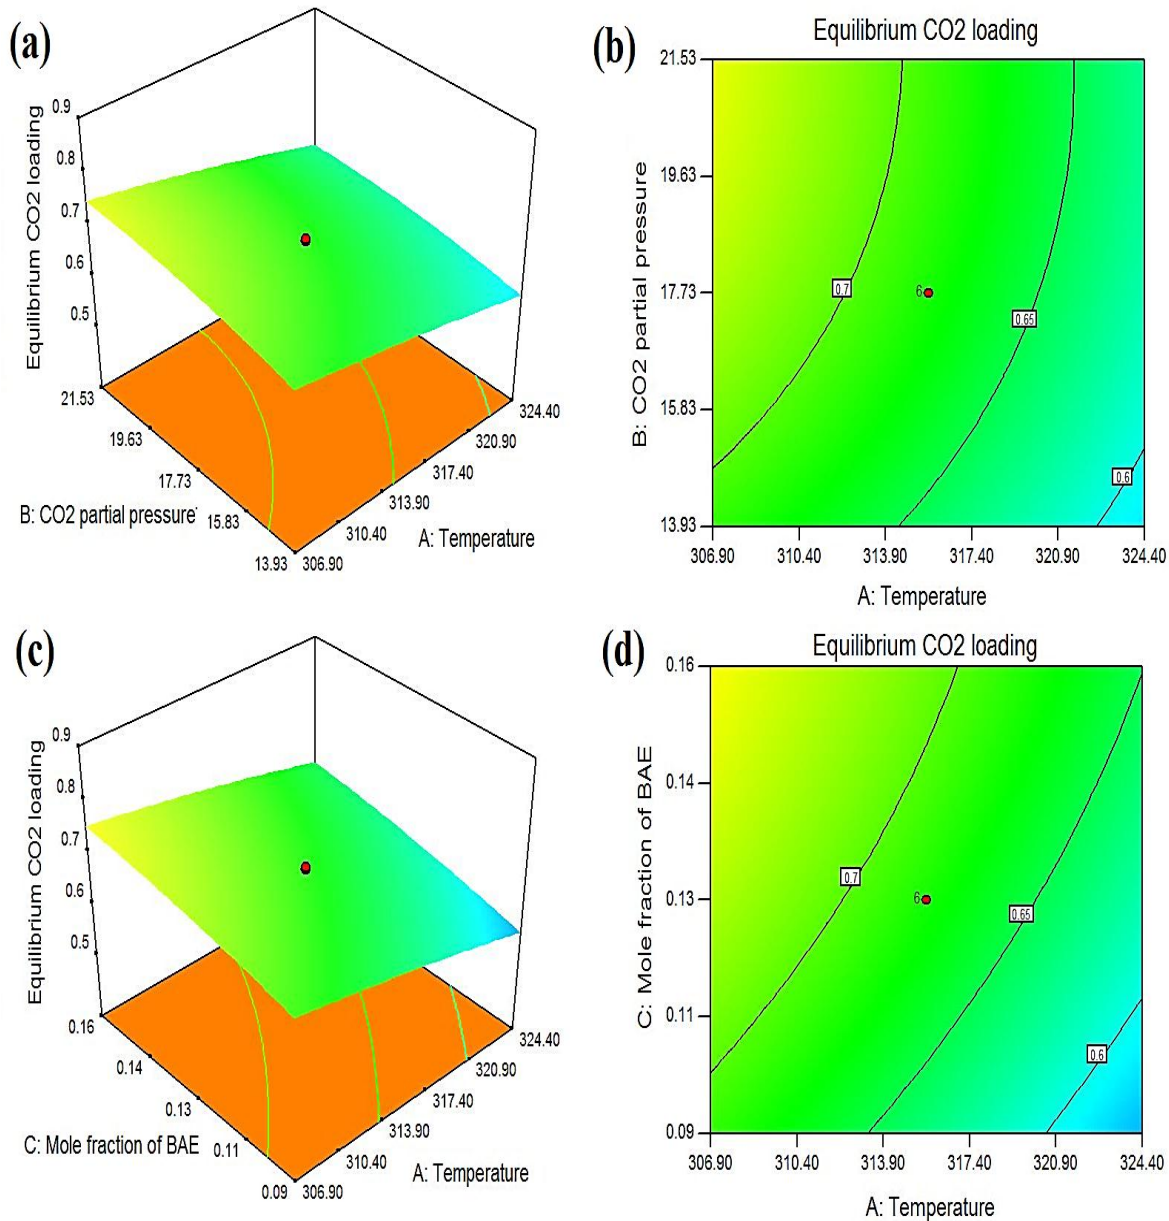 (a)
0.9
0.8
0.7
0.6
0.5
Equilibrium CO2 loading
21.53
19.63
17.73
15.83
13.93
B: CO2 partial pressure
306.90
310.40
313.90
317.40
320.90
324.40
A: Temperature
(b)
Equilibrium CO2 loading
21.53
19.63
17.73
15.83
13.93
B: CO2 partial pressure
0.7
6
0.65
0.6
306.90 310.40 313.90 317.40 320.90 324.40
A: Temperature
(c)
0.9
0.8
0.7
0.6
0.5
Equilibrium CO2 loading
0.16
0.14
0.13
0.11
0.09
C: Mole fraction of BAE
306.90
310.40
313.90
317.40
320.90
324.40
A: Temperature
(d)
Equilibrium CO2 loading
0.16
0.14
0.13
0.11
0.09
C: Mole fraction of BAE
0.7
6
0.65
0.6
306.90 310.40 313.90 317.40 320.90 324.40
A: Temperature